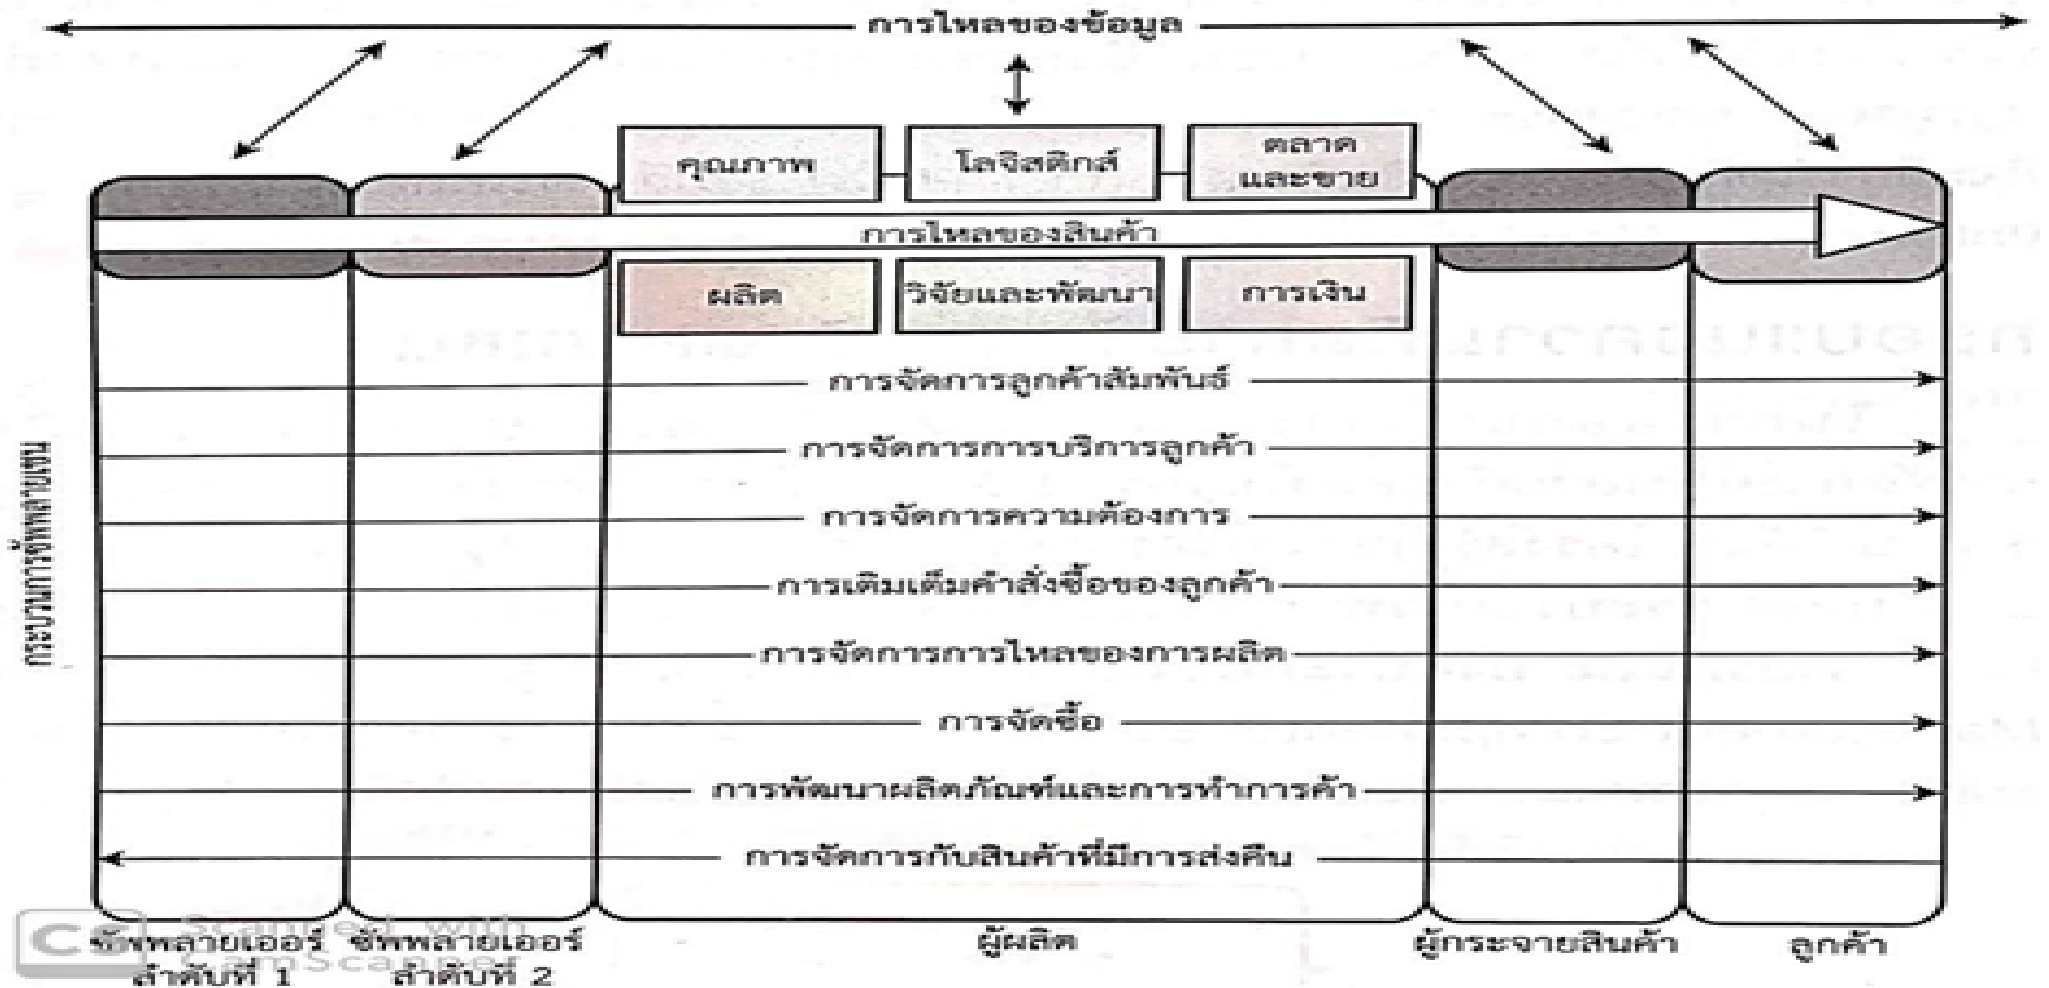 การไหลของข้อมูล
คุณภาพ
โลจิสติกส์
ตลาด
และขาย
การไหลของสินค้า
ผลิต
วิจัยและพัฒนา
การเงิน
กระบวนการซัพพลายเชน
การจัดการลูกค้าสัมพันธ์
การจัดการการบริการลูกค้า
การจัดการความต้องการ
การเติมเต็มคำสั่งซื้อของลูกค้า
การจัดการการไหลของการผลิต
การจัดซื้อ
การพัฒนาผลิตภัณฑ์และการทำการค้า
การจัดการกับสินค้าที่มีการส่งคืน
ซัพพลายเออร์
ลำดับที่ 1
ซัพพลายเออร์
ลำดับที่ 2
ผู้ผลิต
ผู้กระจายสินค้า
ลูกค้า
CS
Scanned with
CamScanner